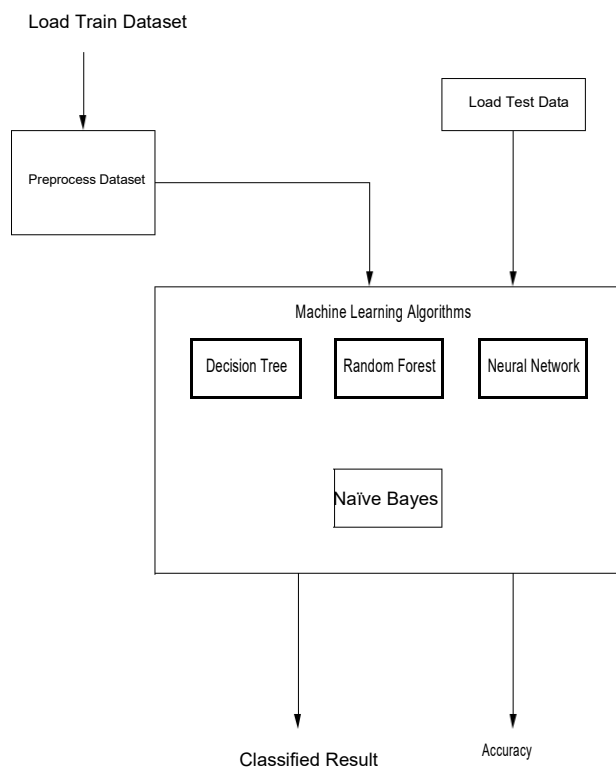 Load Train Dataset
Load Test Data
Preprocess Dataset
Machine Learning Algorithms
Decision Tree
Random Forest
Neural Network
Naïve Bayes
Classified Result
Accuracy